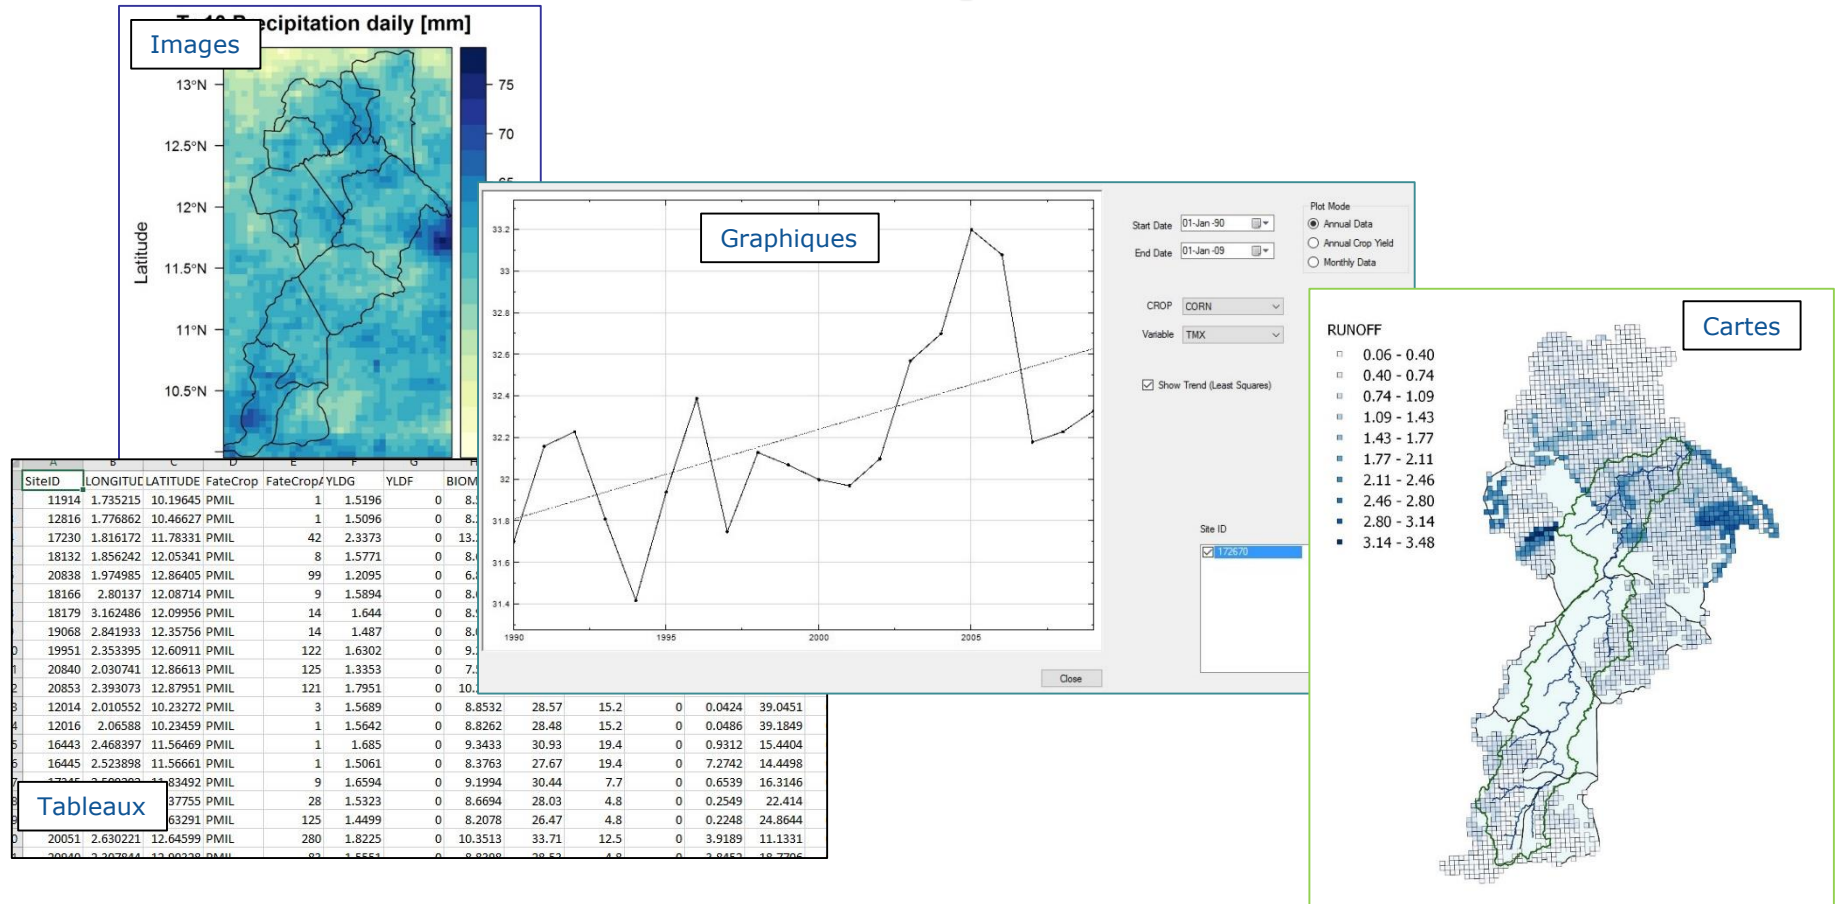 Precipitation daily [mm]
Images
13°N
12.5°N
12°N
11.5°N
11°N
10.5°N
Latitude
75
70
65
Graphiques
33.2
33
32.8
32.6
32.4
32.2
32
31.8
31.6
31.4
1990
1995
2000
2005
Start Date 01-Jan-90
End Date 01-Jan-09
Plot Mode
Annual Data
Annual Crop Yield
Monthly Data
CROP CORN
Variable TMX
Show Trend (Least Squares)
Site ID
172670
Close
Cartes
RUNOFF
0.06 - 0.40
0.40 - 0.74
0.74 - 1.09
1.09 - 1.43
1.43 - 1.77
1.77 - 2.11
2.11 - 2.46
2.46 - 2.80
2.80 - 3.14
3.14 - 3.48
A B C D E F G
SiteID LONGITUE LATITUDE FateCrop FateCropA YLDG YLDF BIOM
11914 1.735215 10.19645 PMIL 1 1.5196 0
12816 1.776862 10.46627 PMIL 1 1.5096 0
17230 1.816172 11.78331 PMIL 42 2.3373 0
18132 1.856242 12.05341 PMIL 8 1.5771 0
20838 1.974985 12.86405 PMIL 99 1.2095 0
18166 2.80137 12.08714 PMIL 9 1.5894 0
18179 3.162486 12.09956 PMIL 14 1.644 0
19068 2.841933 12.35756 PMIL 14 1.487 0
19951 2.353395 12.60911 PMIL 122 1.6302 0
20840 2.030741 12.86613 PMIL 125 1.3353 0
20853 2.393073 12.87951 PMIL 121 1.7951 0
12014 2.010552 10.23272 PMIL 3 1.5689 0 8.8532 28.57 15.2 0 0.0424 39.0451
12016 2.06588 10.23459 PMIL 1 1.5642 0 8.8262 28.48 15.2 0 0.0486 39.1849
16443 2.468397 11.56469 PMIL 1 1.685 0 9.3433 30.93 19.4 0 0.9312 15.4404
16445 2.523898 11.56661 PMIL 1 1.5061 0 8.3763 27.67 19.4 0 7.2742 14.4498
83492 PMIL 9 1.6594 0 9.1994 30.44 7.7 0 0.6539 16.3146
37755 PMIL 28 1.5323 0 8.6694 28.03 4.8 0 0.2549 22.414
63291 PMIL 125 1.4499 0 8.2078 26.47 4.8 0 0.2248 24.8644
20051 2.630221 12.64599 PMIL 280 1.8225 0 10.3513 33.71 12.5 0 3.9189 11.1331
Tableaux